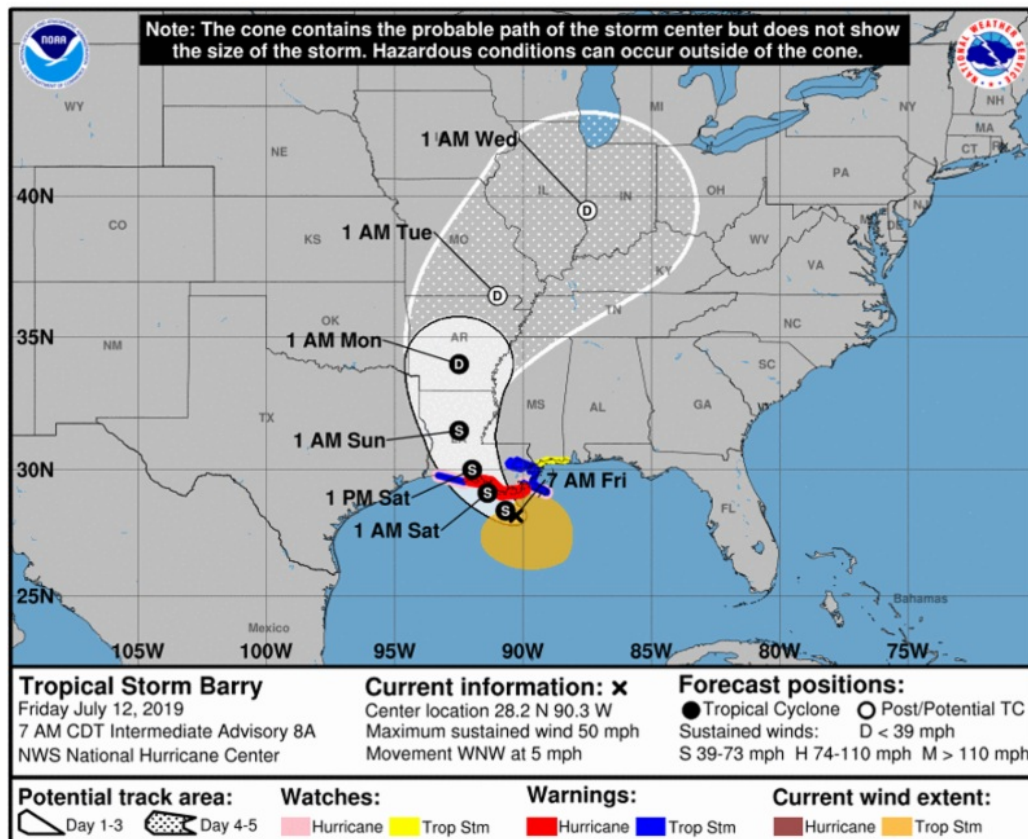 Note: The cone contains the probable path of the storm center but does not show
the size of the storm. Hazardous conditions can occur outside of the cone.
NOAA
NATIONAL WEATHER SERVICE
WY
MI
NY
NH
1 AM Wed
MA
NE
CT
PA
40N
IL
IN
OH
NJ
CO
1 AM Tue
DE
KS
MO
WV
KY
VA
TN
OK
NC
35N
AR
1 AM Mon
NM
SC
MS
AL
GA
TX
1 AM Sun
30N
1 PM Sat
7 AM Fri
1 AM Sat
FL
25N
Bahamas
Mexico
105W
100W
95W
90W
85W
80W
75W
S
S
S
S
D
D
D
Tropical Storm Barry
Friday July 12, 2019
7 AM CDT Intermediate Advisory 8A
NWS National Hurricane Center
Current information: x
Center location 28.2 N 90.3 W
Maximum sustained wind 50 mph
Movement WNW at 5 mph
Forecast positions:
Tropical Cyclone
Post/Potential TC
Sustained winds: D < 39 mph
S 39-73 mph H 74-110 mph M > 110 mph
Potential track area:
Day 1-3
Day 4-5
Watches:
Hurricane
Trop Stm
Warnings:
Hurricane
Trop Stm
Current wind extent:
Hurricane
Trop Stm